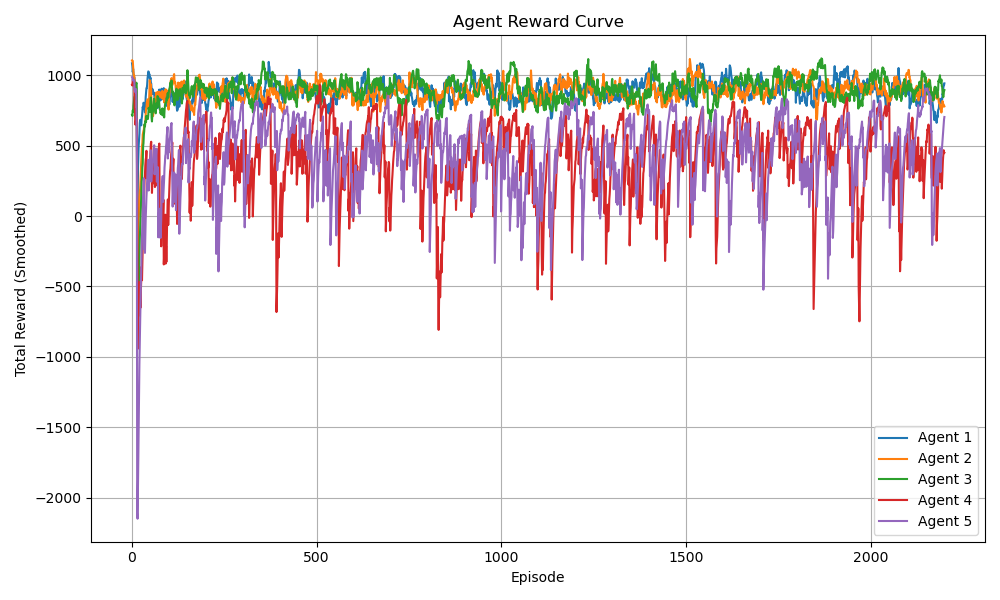 Agent Reward Curve
Total Reward (Smoothed)
1000
500
0
−500
−1000
−1500
−2000
0 500 1000 1500 2000
Episode
Agent 1
Agent 2
Agent 3
Agent 4
Agent 5